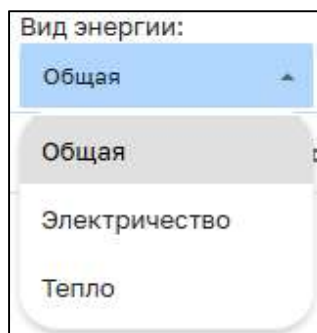 Вид энергии:
Общая
Общая
Электричество
Тепло